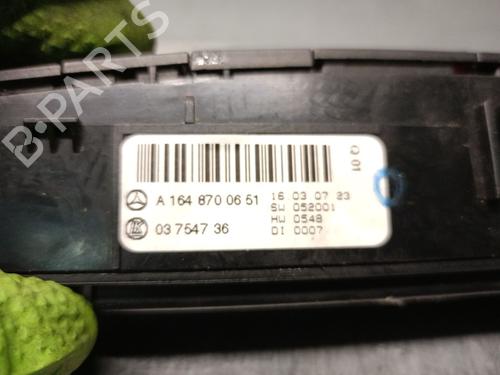 B-PARTS
Q 01
A 164 870 06 51
16 03 07 23
SW 052001
03 7547 36
HW 0548
DI 0007